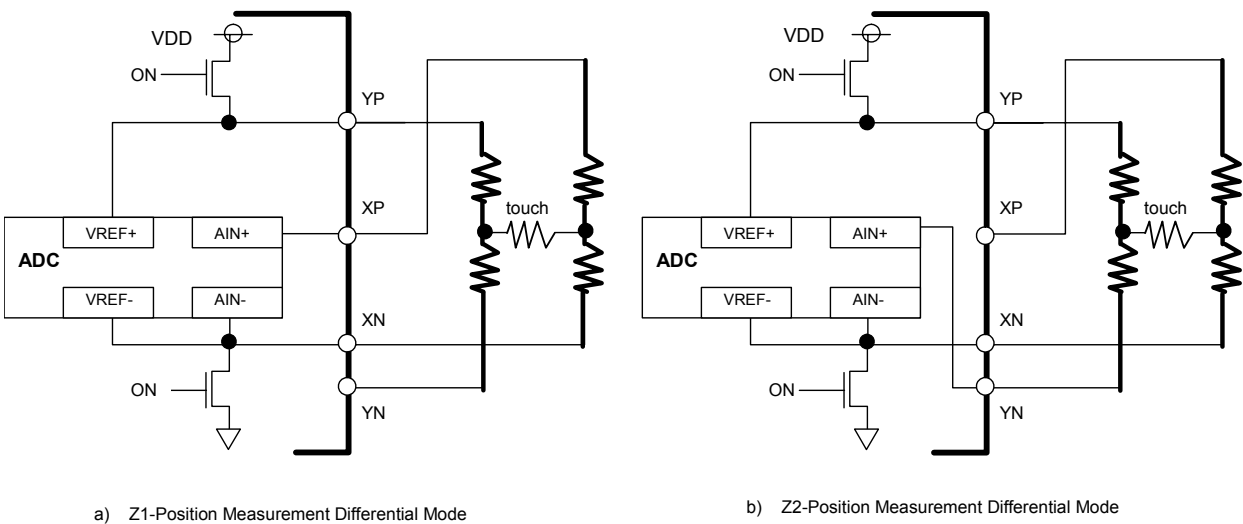 VDD
ON
YP
XP
touch
VREF+
AIN+
ADC
VREF-
AIN-
XN
ON
YN
VDD
ON
YP
XP
touch
VREF+
AIN+
ADC
VREF-
AIN-
XN
ON
YN
a) Z1-Position Measurement Differential Mode
b) Z2-Position Measurement Differential Mode